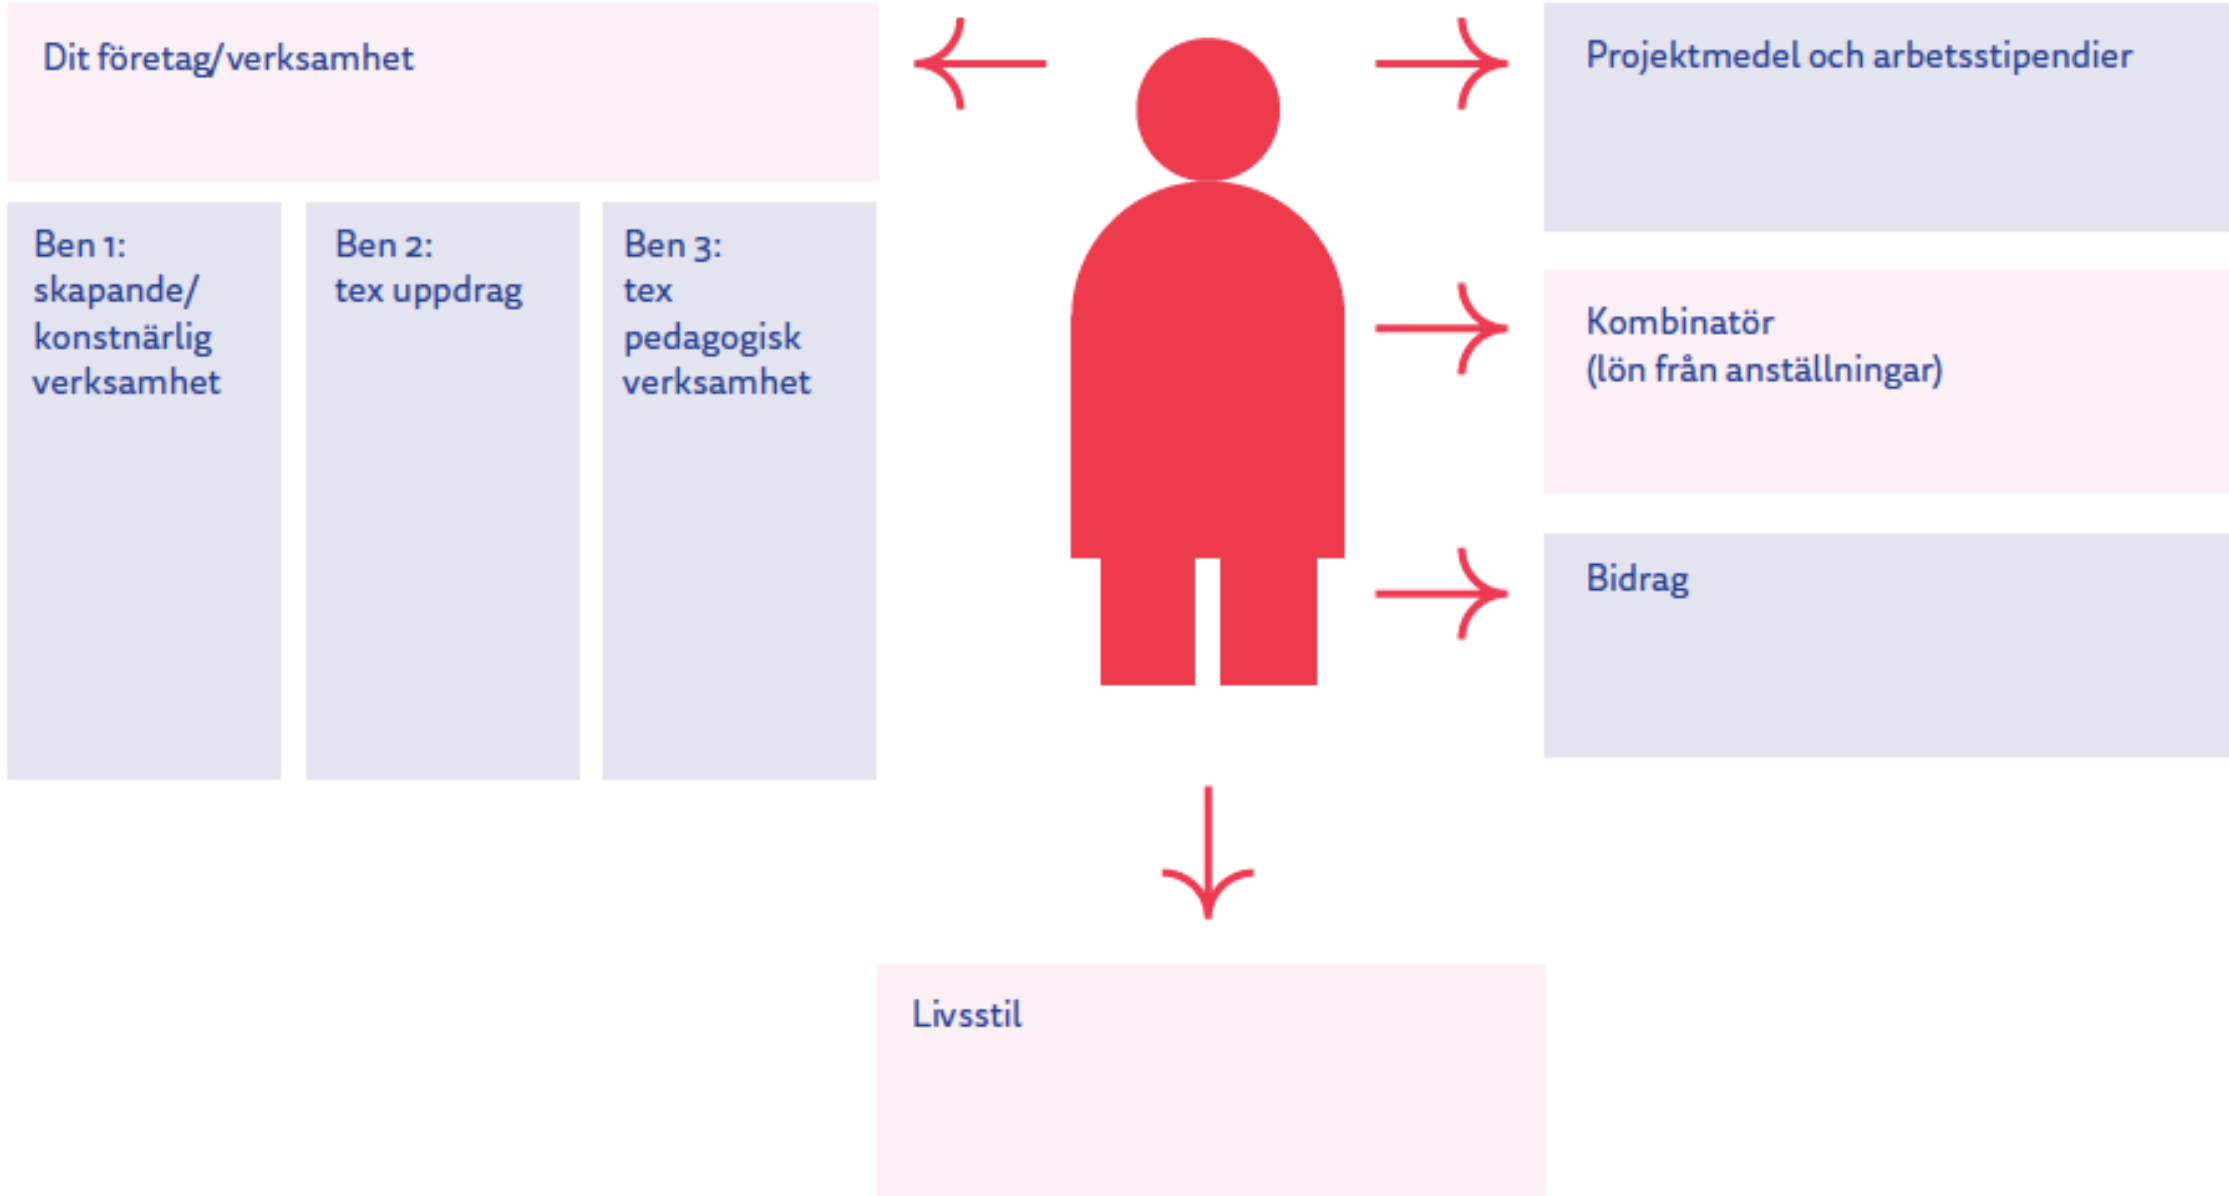 Dit företag/verksamhet
Ben 1:
skapande/
konstnärlig
verksamhet
Ben 2:
tex uppdrag
Ben 3:
tex
pedagogisk
verksamhet
Projektmedel och arbetsstipendier
Kombinatör
(lön från anställningar)
Bidrag
Livsstil